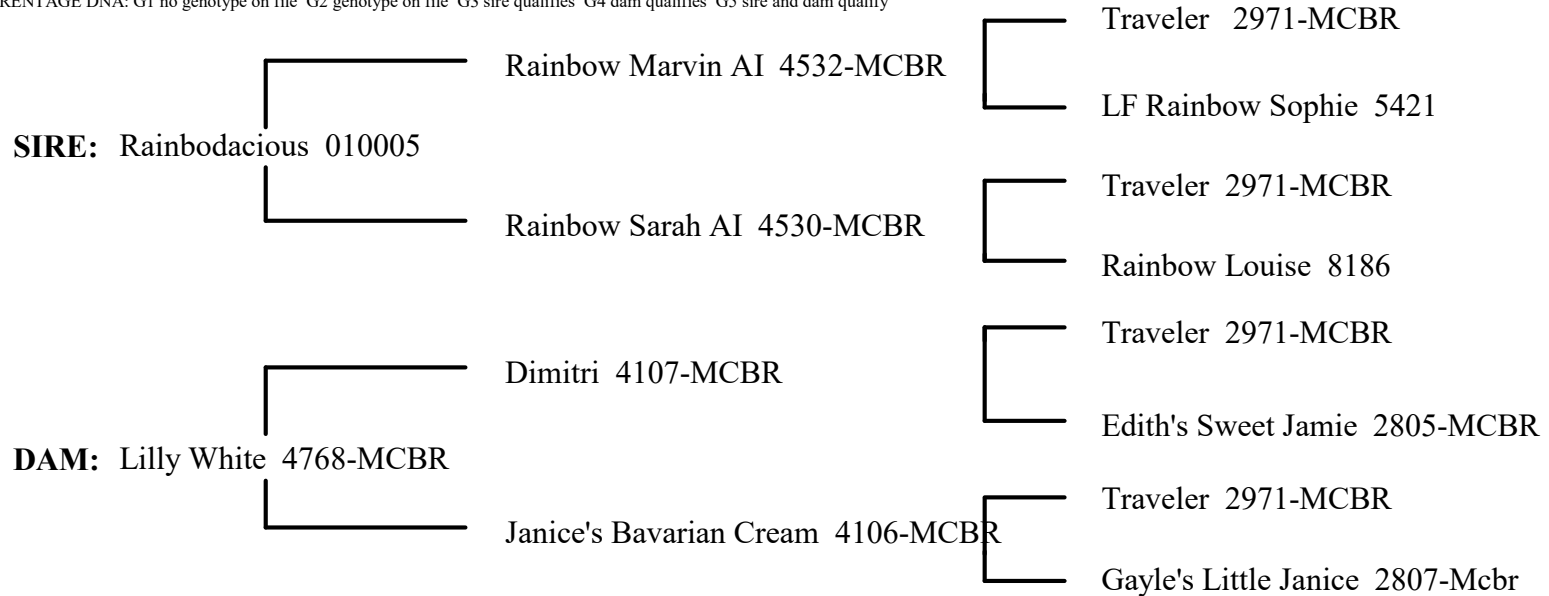 RENTAGE DNA: G1 no genotype on file  G2 genotype on file  G3 sire qualifies  G4 dam qualifies  G5 sire and dam qualify
Traveler  2971-MCBR
Rainbow Marvin AI  4532-MCBR
LF Rainbow Sophie  5421
SIRE: Rainbodacious  010005
Traveler  2971-MCBR
Rainbow Sarah AI  4530-MCBR
Rainbow Louise  8186
Traveler  2971-MCBR
Dimitri  4107-MCBR
Edith's Sweet Jamie  2805-MCBR
DAM: Lilly White  4768-MCBR
Traveler  2971-MCBR
Janice's Bavarian Cream  4106-MCBR
Gayle's Little Janice  2807-Mcbr